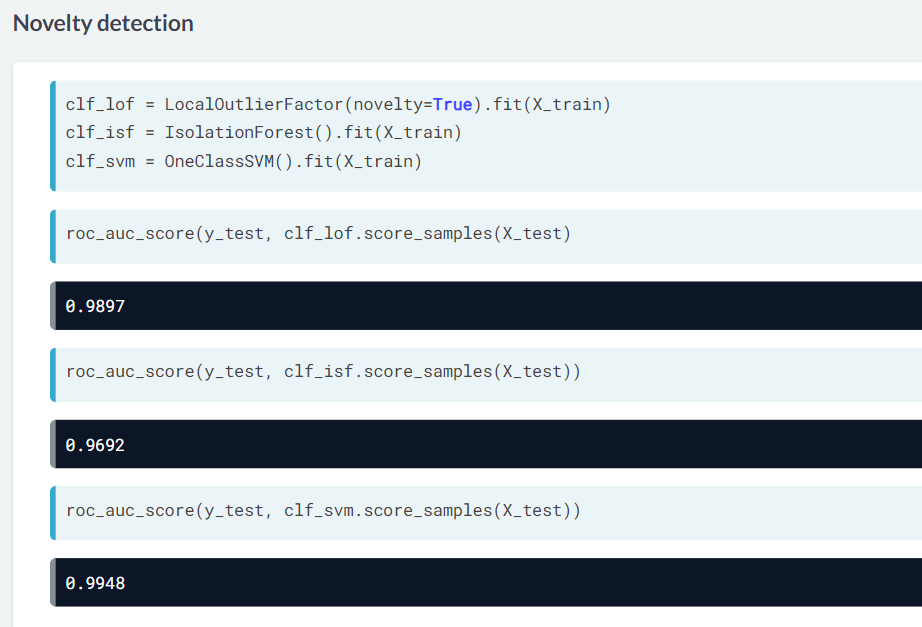 Novelty detection
clf_lof = LocalOutlierFactor(novelty=True).fit(X_train)
clf_isf = IsolationForest().fit(X_train)
clf_svm = OneClassSVM().fit(X_train)
roc_auc_score(y_test, clf_lof.score_samples(X_test)
0.9897
roc_auc_score(y_test, clf_isf.score_samples(X_test))
0.9692
roc_auc_score(y_test, clf_svm.score_samples(X_test))
0.9948